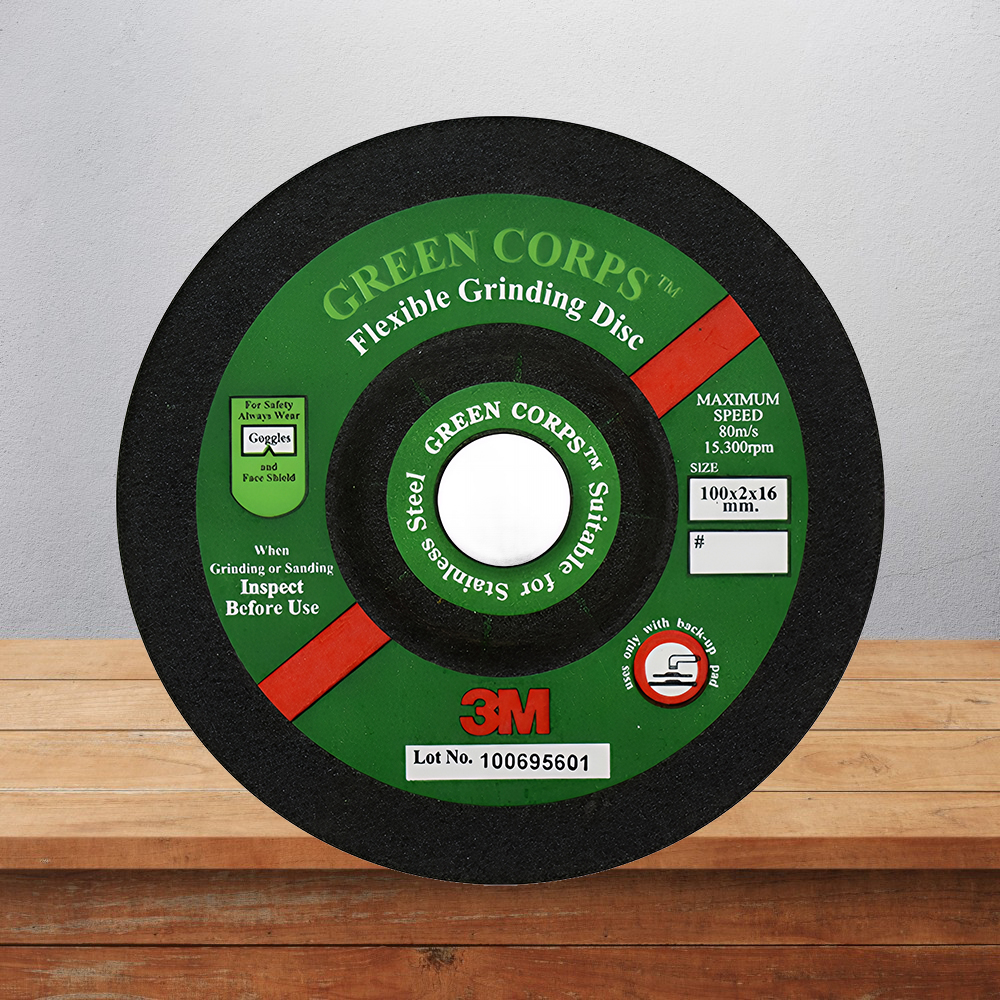 GREEN CORPS™
Flexible Grinding Disc
MAXIMUM
SPEED
80m/s
15,300rpm
SIZE
100x2x16
mm.
#
For Safety
Always Wear
Goggles
and
Face Shield
When
Grinding or Sanding
Inspect
Before Use
GREEN CORPS™ Suitable for Stainless Steel
uses only with back-up pad
3M
Lot No. 100695601